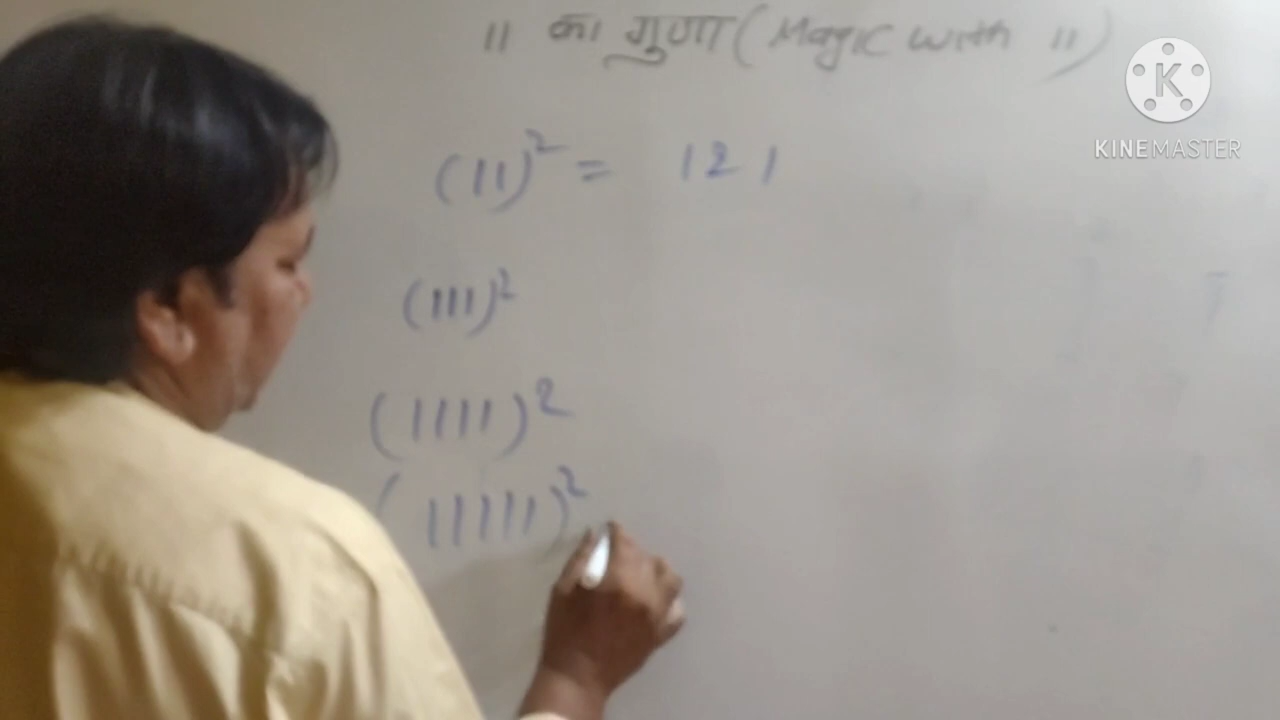 11 का गुणा ( Magic with 11 )
(11)² = 121
(111)²
(1111)²
(11111)²
K
KINEMASTER